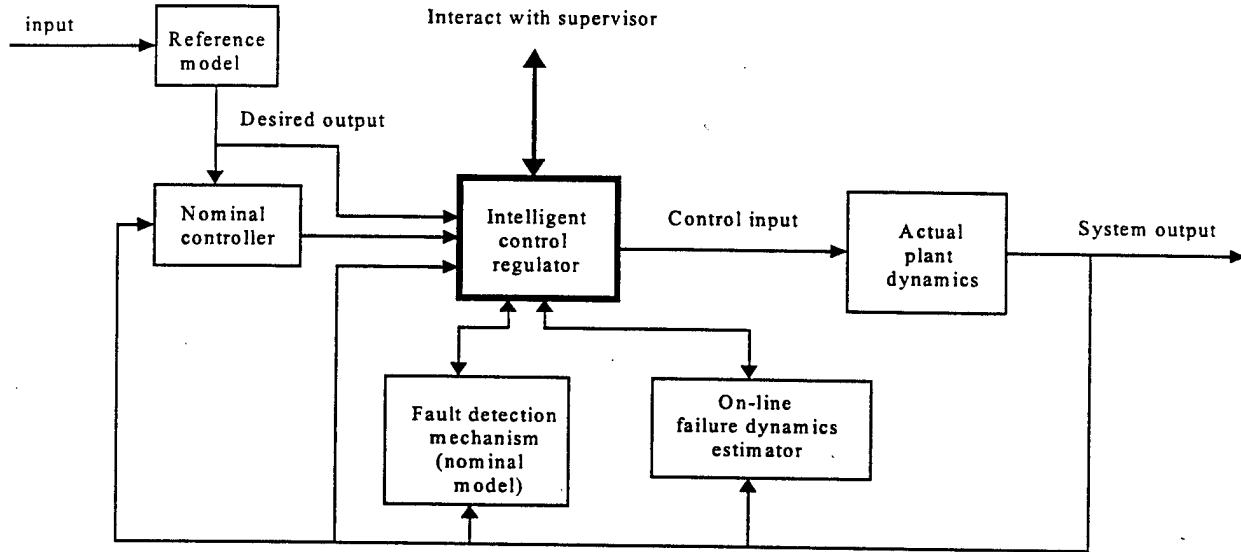 input
Interact with supervisor
Reference
model
Desired output
Nominal
controller
Intelligent
control
regulator
Control input
Actual
plant
dynamics
System output
Fault detection
mechanism
(nominal
model)
On-line
failure dynamics
estimator